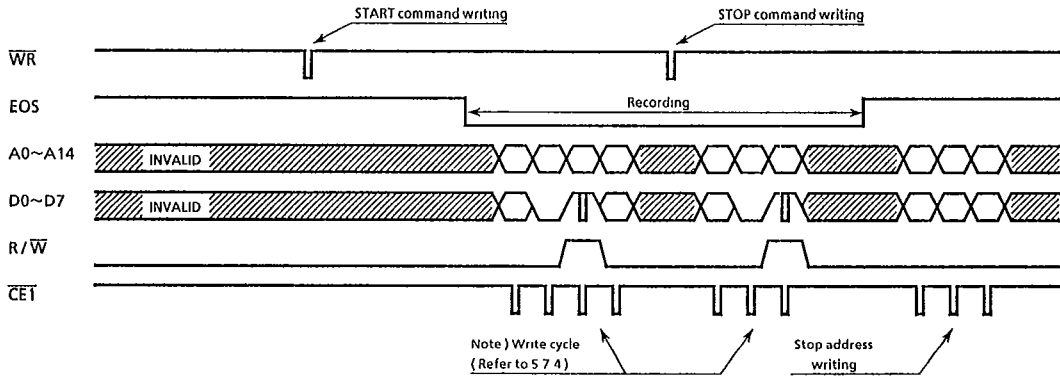 START command writing
STOP command writing
WR
EOS
Recording
A0~A14
INVALID
D0~D7
INVALID
R / W
CE1
Note ) Write cycle
( Refer to 5 7 4 )
Stop address
writing